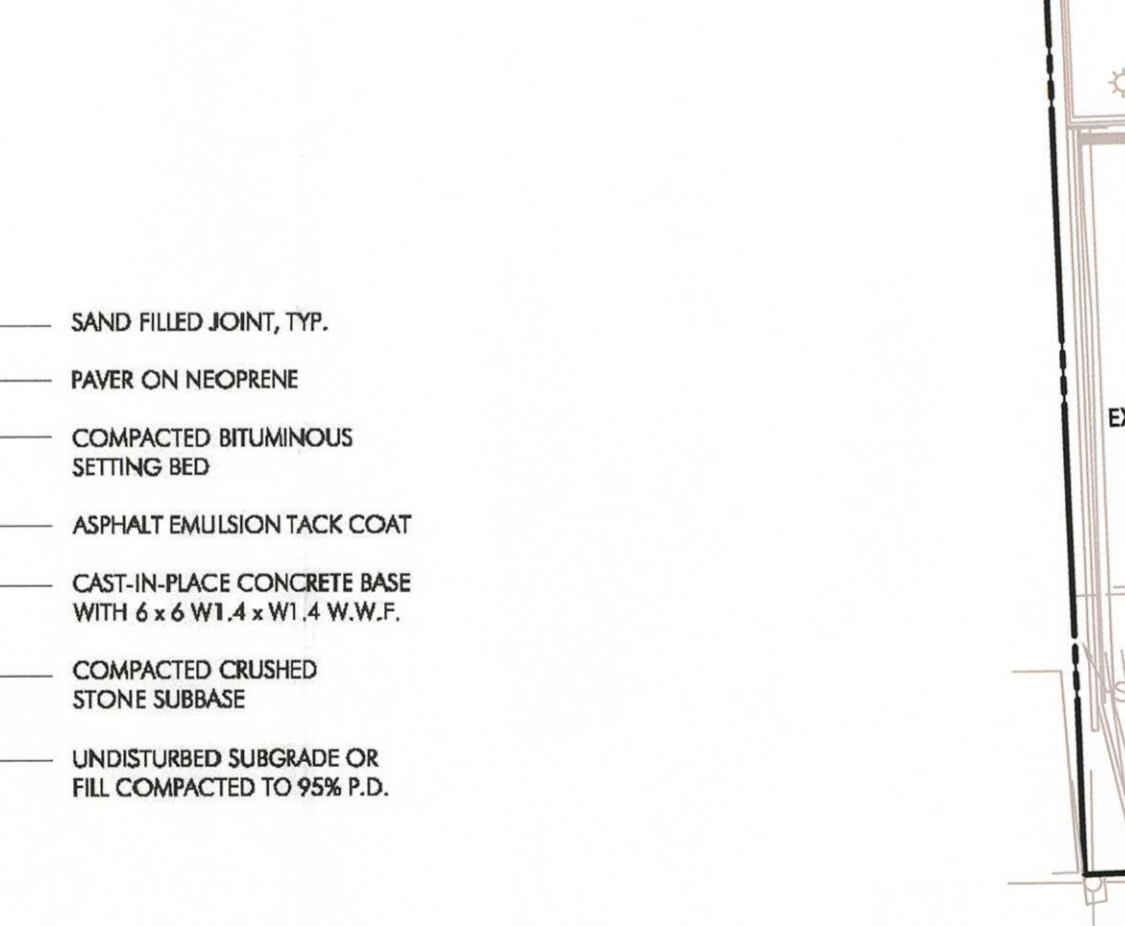 SAND FILLED JOINT, TYP.
PAVER ON NEOPRENE
COMPACTED BITUMINOUS
SETTING BED
ASPHALT EMULSION TACK COAT
CAST-IN-PLACE CONCRETE BASE
WITH 6 x 6 W1.4 x W1.4 W.W.F.
COMPACTED CRUSHED
STONE SUBBASE
UNDISTURBED SUBGRADE OR
FILL COMPACTED TO 95% P.D.
EX